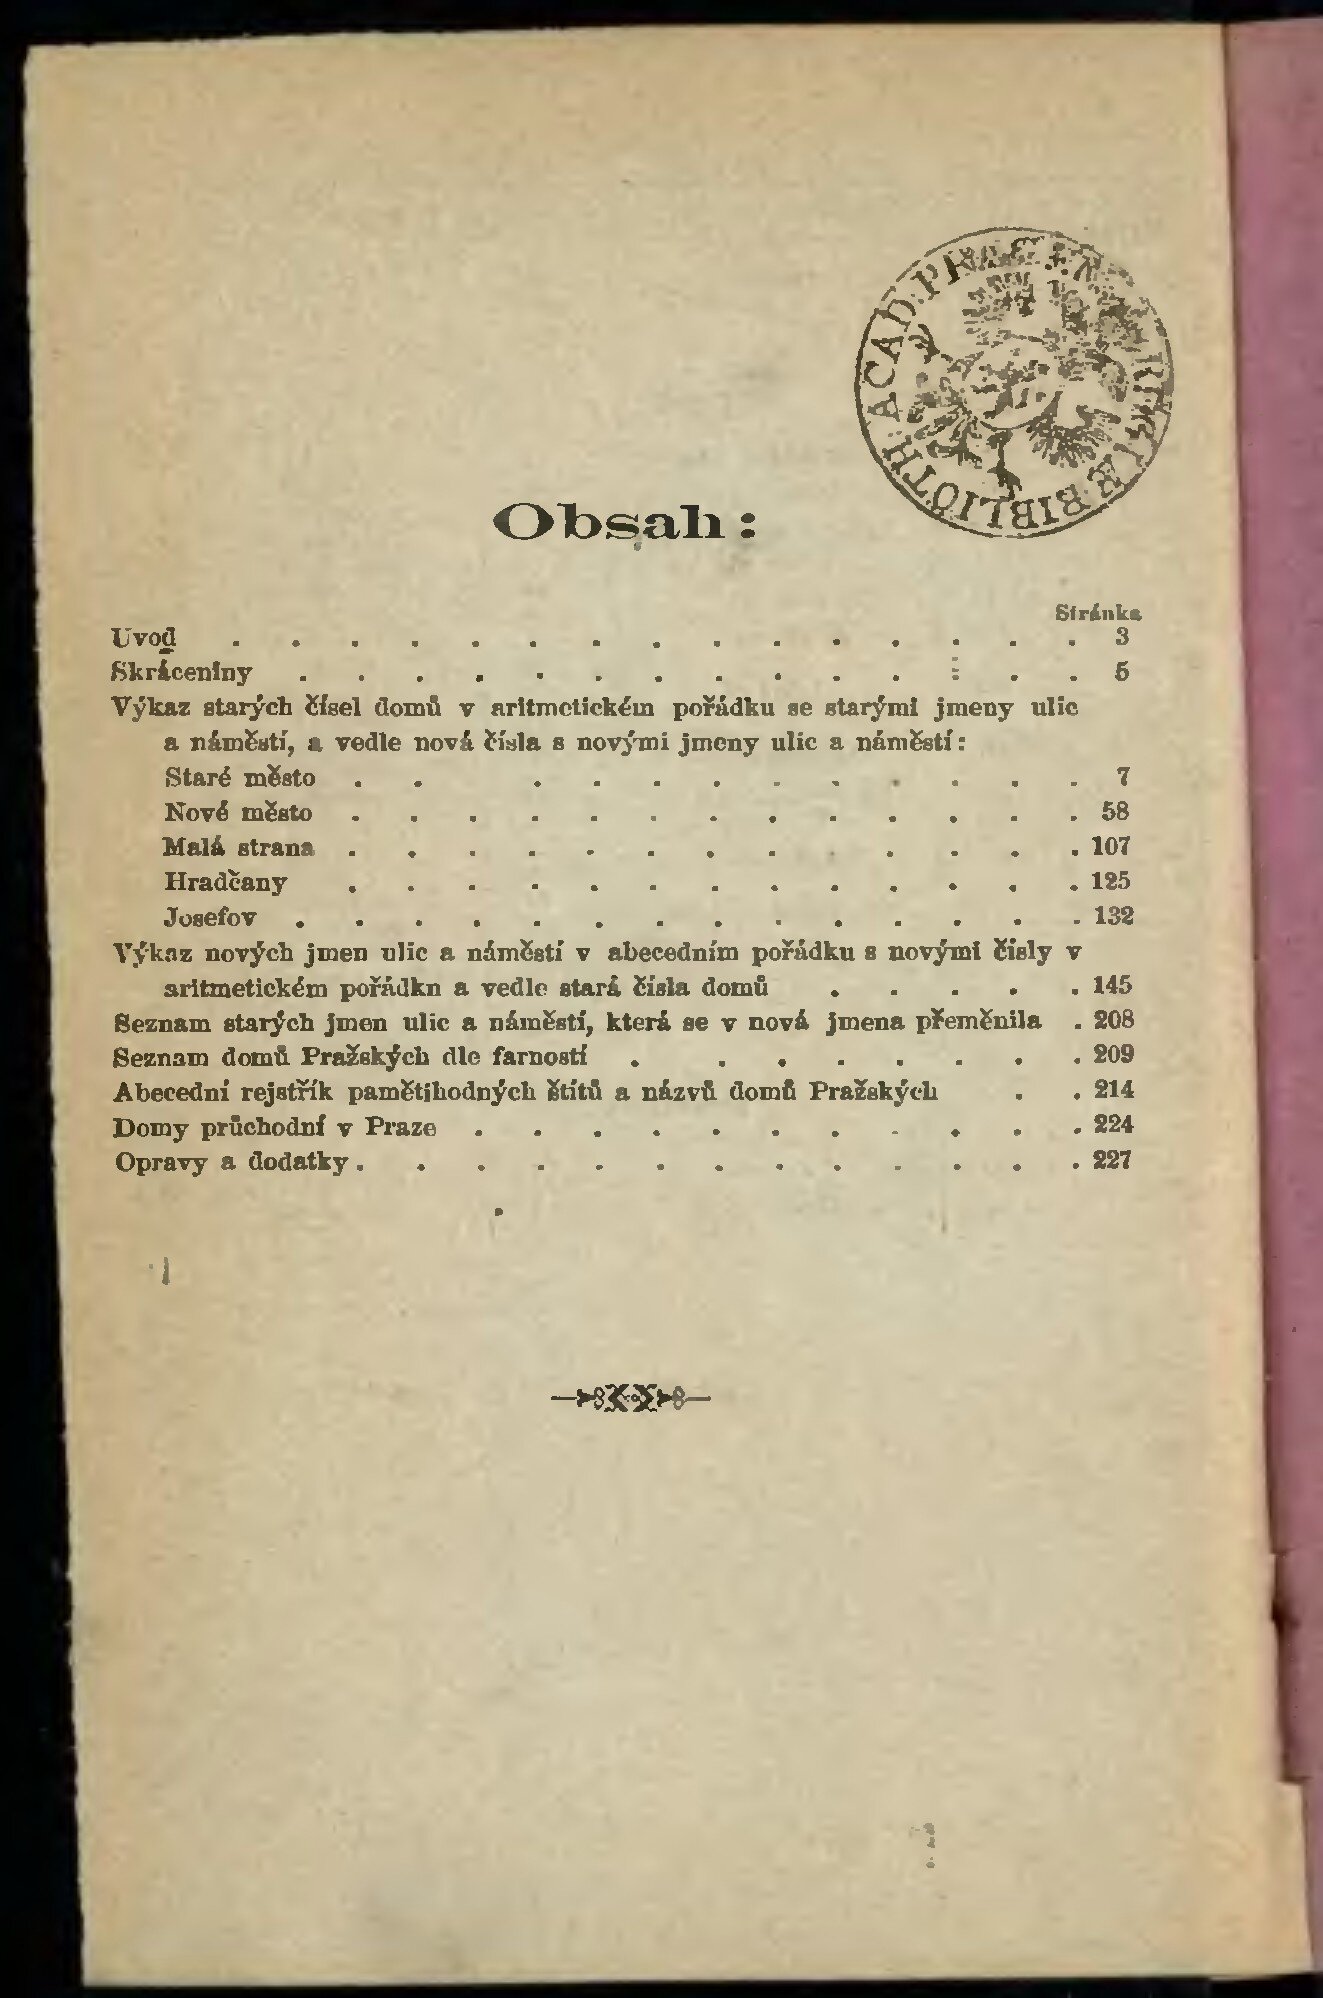 ACAD. BIBLIOTH.
Obsah:
Stránka
Úvod . . . . . . . . . . . . . . . 3
Skráceniny . . . . . . . . . . . . . . 5
Výkaz starých čísel domů v aritmetickém pořádku se starými jmeny ulic
a náměstí, a vedle nová čísla s novými jmeny ulic a náměstí:
Staré město . . . . . . . . . . . . 7
Nové město . . . . . . . . . . . . . 58
Malá strana . . . . . . . . . . . . . 107
Hradčany . . . . . . . . . . . . . 125
Josefov . . . . . . . . . . . . . . 132
Výkaz nových jmen ulic a náměstí v abecedním pořádku s novými čísly v
aritmetickém pořádkn a vedle stará čísla domů . . . . . 145
Seznam starých jmen ulic a náměstí, která se v nová jmena přeměnila . 208
Seznam domů Pražských dle farností . . . . . . . . 209
Abecední rejstřík pamětihodných štítů a názvů domů Pražských . . 214
Domy průchodní v Praze . . . . . . . . . . . 224
Opravy a dodatky . . . . . . . . . . . . . 227